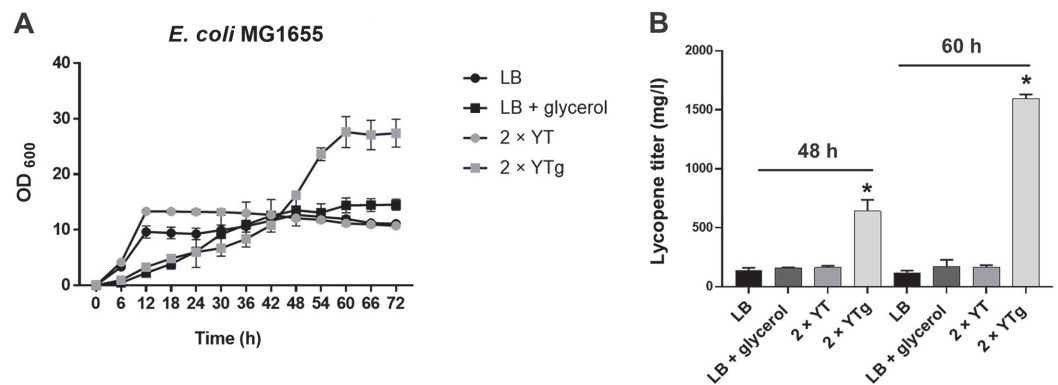 A
E. coli MG1655
40
30
20
10
0
OD 600
0 6 12 18 24 30 36 42 48 54 60 66 72
Time (h)
LB
LB + glycerol
2 × YT
2 × YTg
B
Lycopene titer (mg/l)
2000
1500
1000
500
0
48 h
60 h
*
*
LB
LB + glycerol
2 × YT
2 × YTg
LB
LB + glycerol
2 × YT
2 × YTg